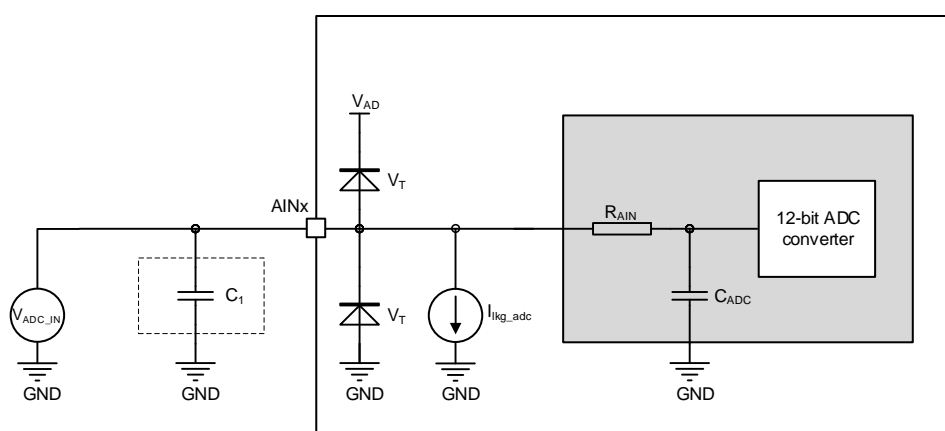 V_AD
V_T
AINx
R_AIN
12-bit ADC
converter
C_1
V_ADC_IN
V_T
I_lkg_adc
C_ADC
GND
GND
GND
GND
GND